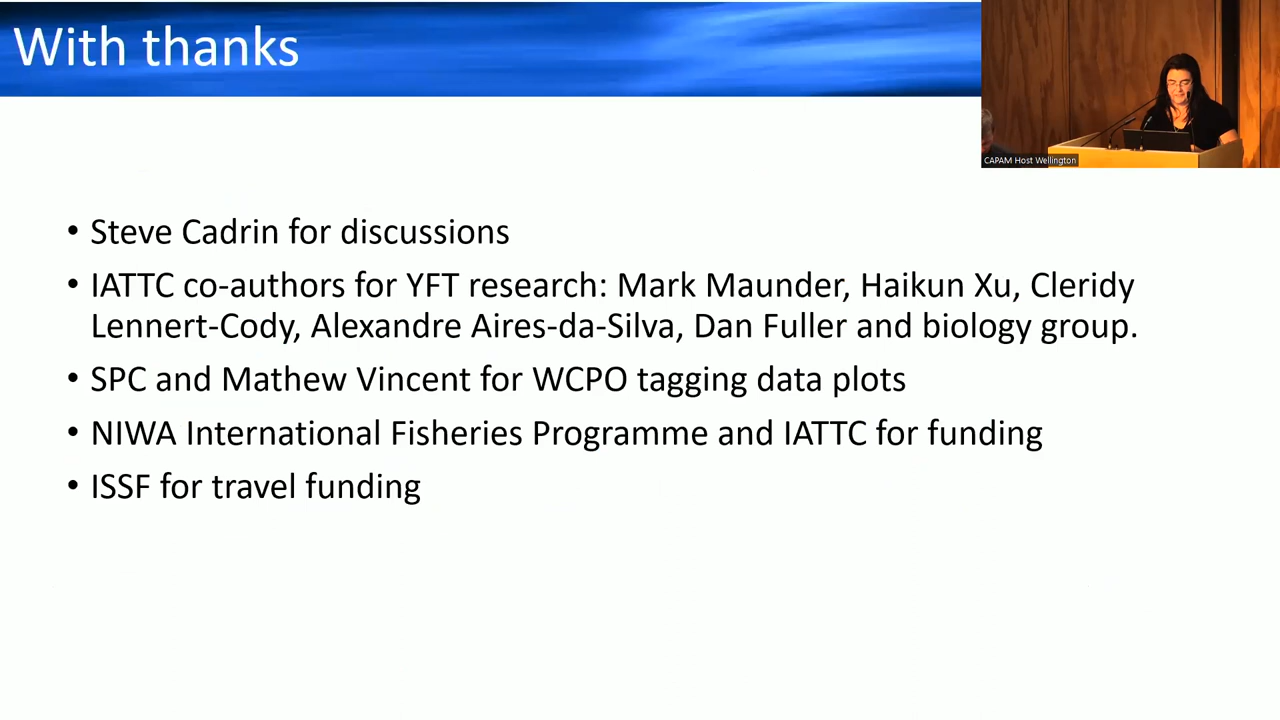 With thanks
CAPAM Host Wellington
• Steve Cadrin for discussions
• IATTC co-authors for YFT research: Mark Maunder, Haikun Xu, Cleridy
Lennert-Cody, Alexandre Aires-da-Silva, Dan Fuller and biology group.
• SPC and Mathew Vincent for WCPO tagging data plots
• NIWA International Fisheries Programme and IATTC for funding
• ISSF for travel funding